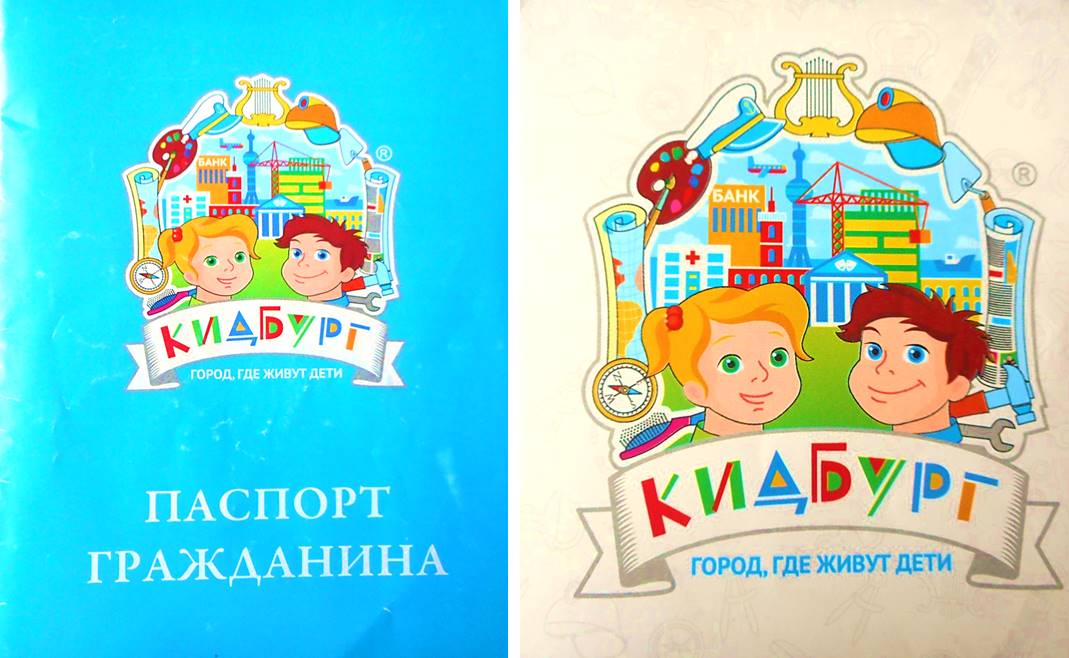 БАНК
®
КИДБУРГ
ГОРОД, ГДЕ ЖИВУТ ДЕТИ
ПАСПОРТ
ГРАЖДАНИНА
БАНК
®
КИДБУРГ
ГОРОД, ГДЕ ЖИВУТ ДЕТИ